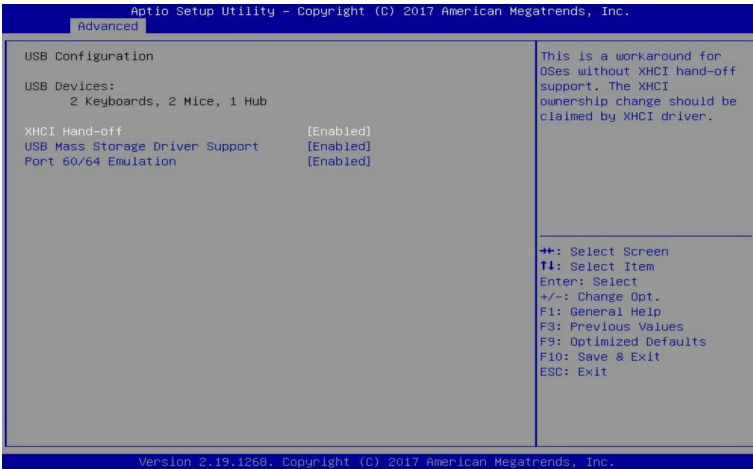 Aptio Setup Utility – Copyright (C) 2017 American Megatrends, Inc.
Advanced
USB Configuration
USB Devices:
2 Keyboards, 2 Mice, 1 Hub
XHCI Hand-off [Enabled]
USB Mass Storage Driver Support [Enabled]
Port 60/64 Emulation [Enabled]
This is a workaround for
OSes without XHCI hand-off
support. The XHCI
ownership change should be
claimed by XHCI driver.
→←: Select Screen
↑↓: Select Item
Enter: Select
+/-: Change Opt.
F1: General Help
F3: Previous Values
F9: Optimized Defaults
F10: Save & Exit
ESC: Exit
Version 2.19.1268. Copyright (C) 2017 American Megatrends, Inc.